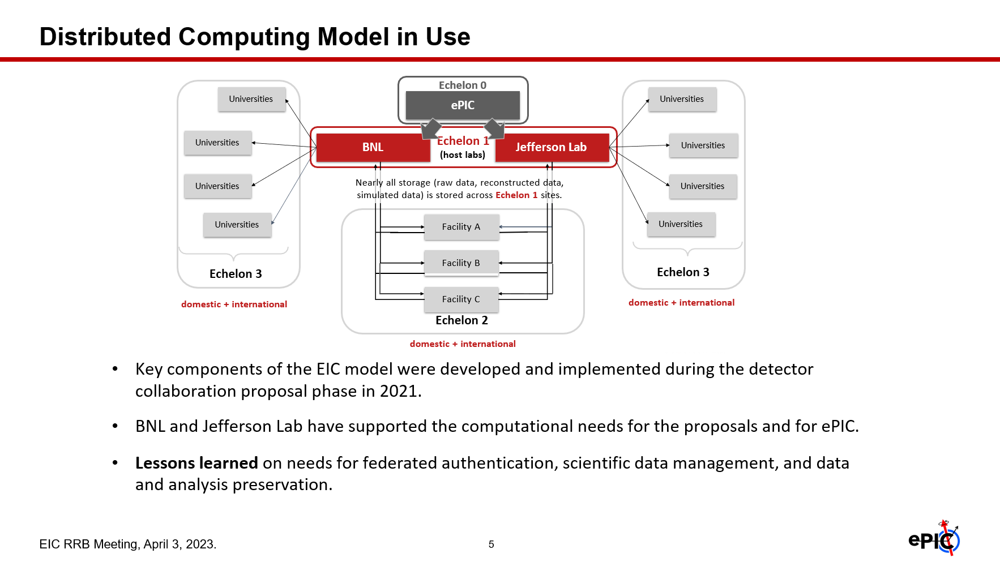 Distributed Computing Model in Use
Echelon 0
ePIC
BNL
Echelon 1
(host labs)
Jefferson Lab
Universities
Universities
Universities
Universities
Echelon 3
domestic + international
Nearly all storage (raw data, reconstructed data,
simulated data) is stored across Echelon 1 sites.
Facility A
Facility B
Facility C
Echelon 2
domestic + international
Universities
Universities
Universities
Universities
Echelon 3
domestic + international
• Key components of the EIC model were developed and implemented during the detector
collaboration proposal phase in 2021.
• BNL and Jefferson Lab have supported the computational needs for the proposals and for ePIC.
• Lessons learned on needs for federated authentication, scientific data management, and data
and analysis preservation.
EIC RRB Meeting, April 3, 2023.
5
ePIC